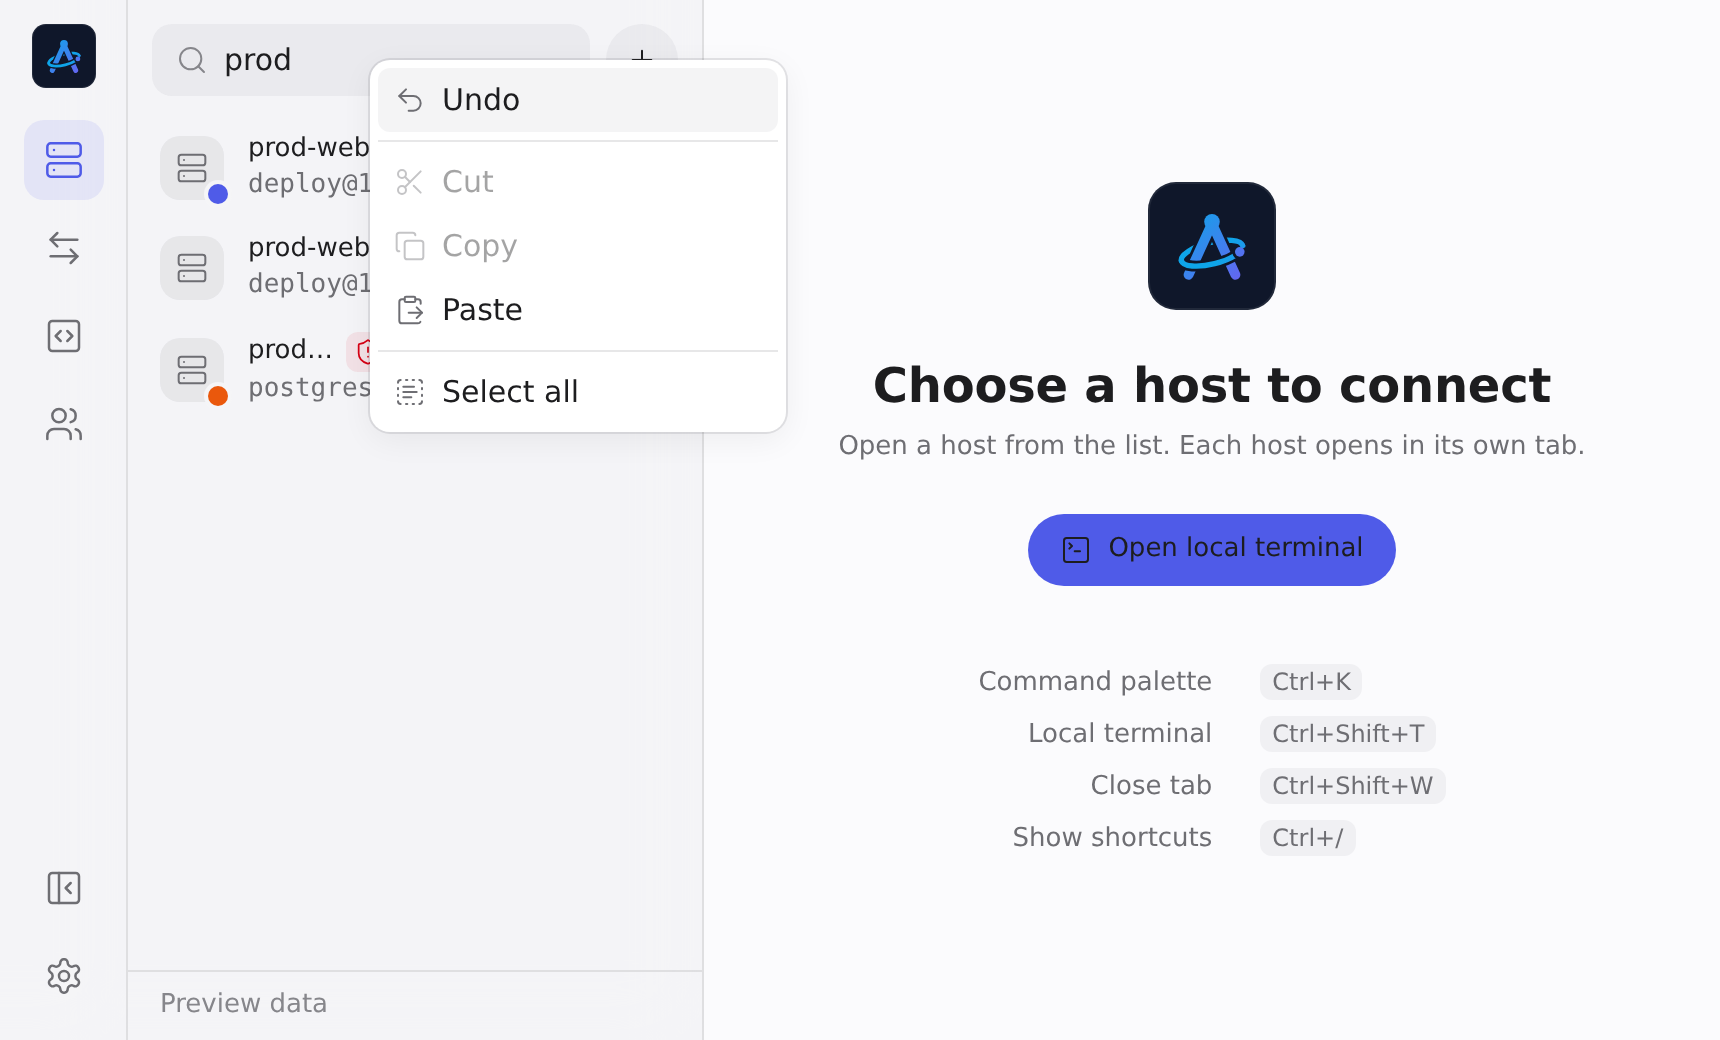 prod
Undo
Cut
Copy
Paste
Select all
prod-web
deploy@1
prod-web
deploy@1
prod...
postgres
Preview data
Choose a host to connect
Open a host from the list. Each host opens in its own tab.
Open local terminal
Command palette Ctrl+K
Local terminal Ctrl+Shift+T
Close tab Ctrl+Shift+W
Show shortcuts Ctrl+/